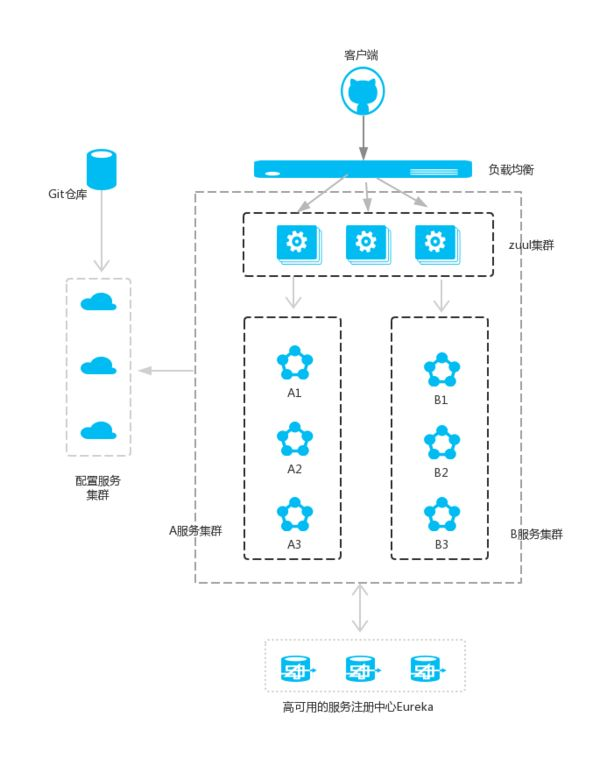 客户端
负载均衡
Git仓库
zuul集群
A1
B1
A2
B2
配置服务
集群
A服务集群
A3
B3
B服务集群
高可用的服务注册中心Eureka